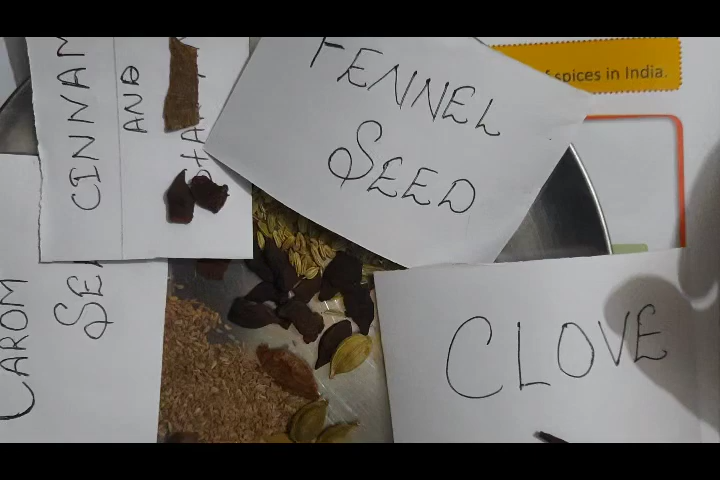 FENNEL
SEED
spices in India.
CINNAM
AND
CLOVE
CAROM
SE